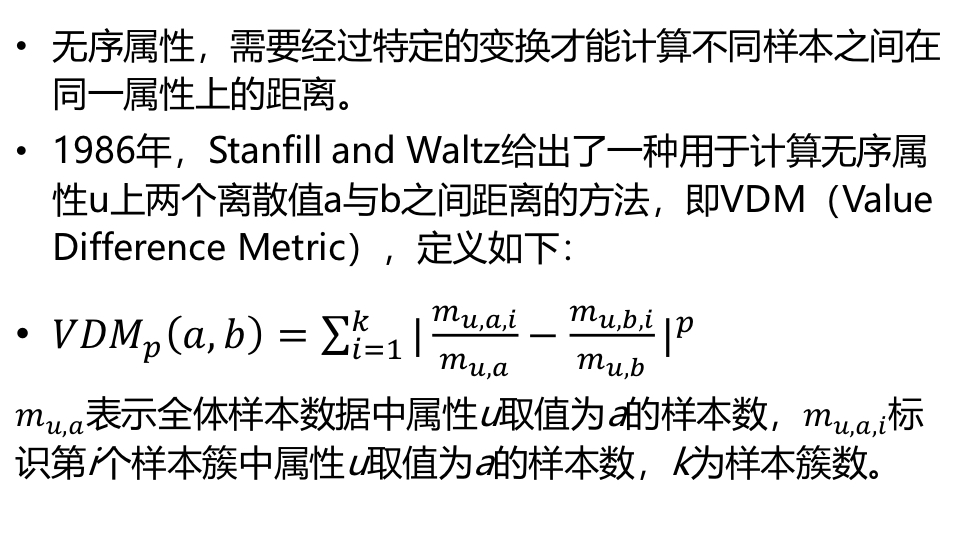 • 无序属性，需要经过特定的变换才能计算不同样本之间在
同一属性上的距离。
• 1986年，Stanfill and Waltz给出了一种用于计算无序属
性u上两个离散值a与b之间距离的方法，即VDM（Value
Difference Metric），定义如下：
• $VDM_p(a,b) = \sum_{i=1}^{k} |\frac{m_{u,a,i}}{m_{u,a}} - \frac{m_{u,b,i}}{m_{u,b}}|^p$
$m_{u,a}$表示全体样本数据中属性u取值为a的样本数，$m_{u,a,i}$标
识第i个样本簇中属性u取值为a的样本数，k为样本簇数。